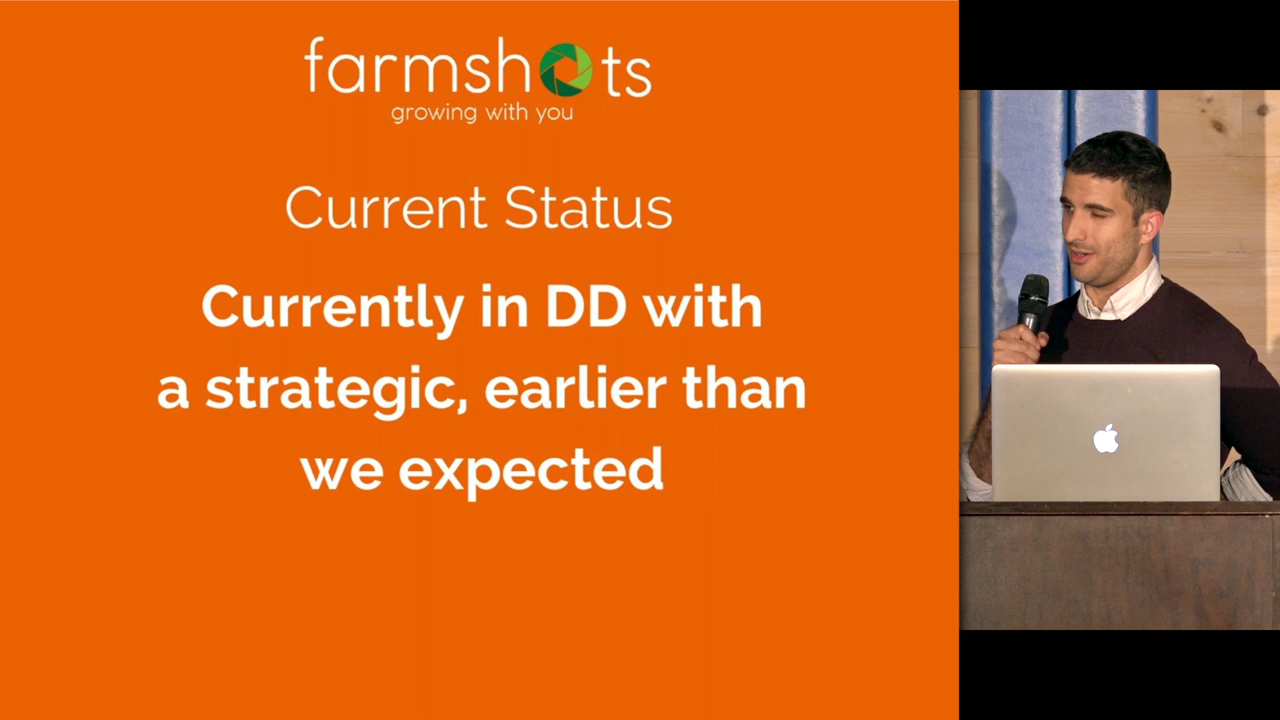 farmshots
growing with you
Current Status
Currently in DD with
a strategic, earlier than
we expected